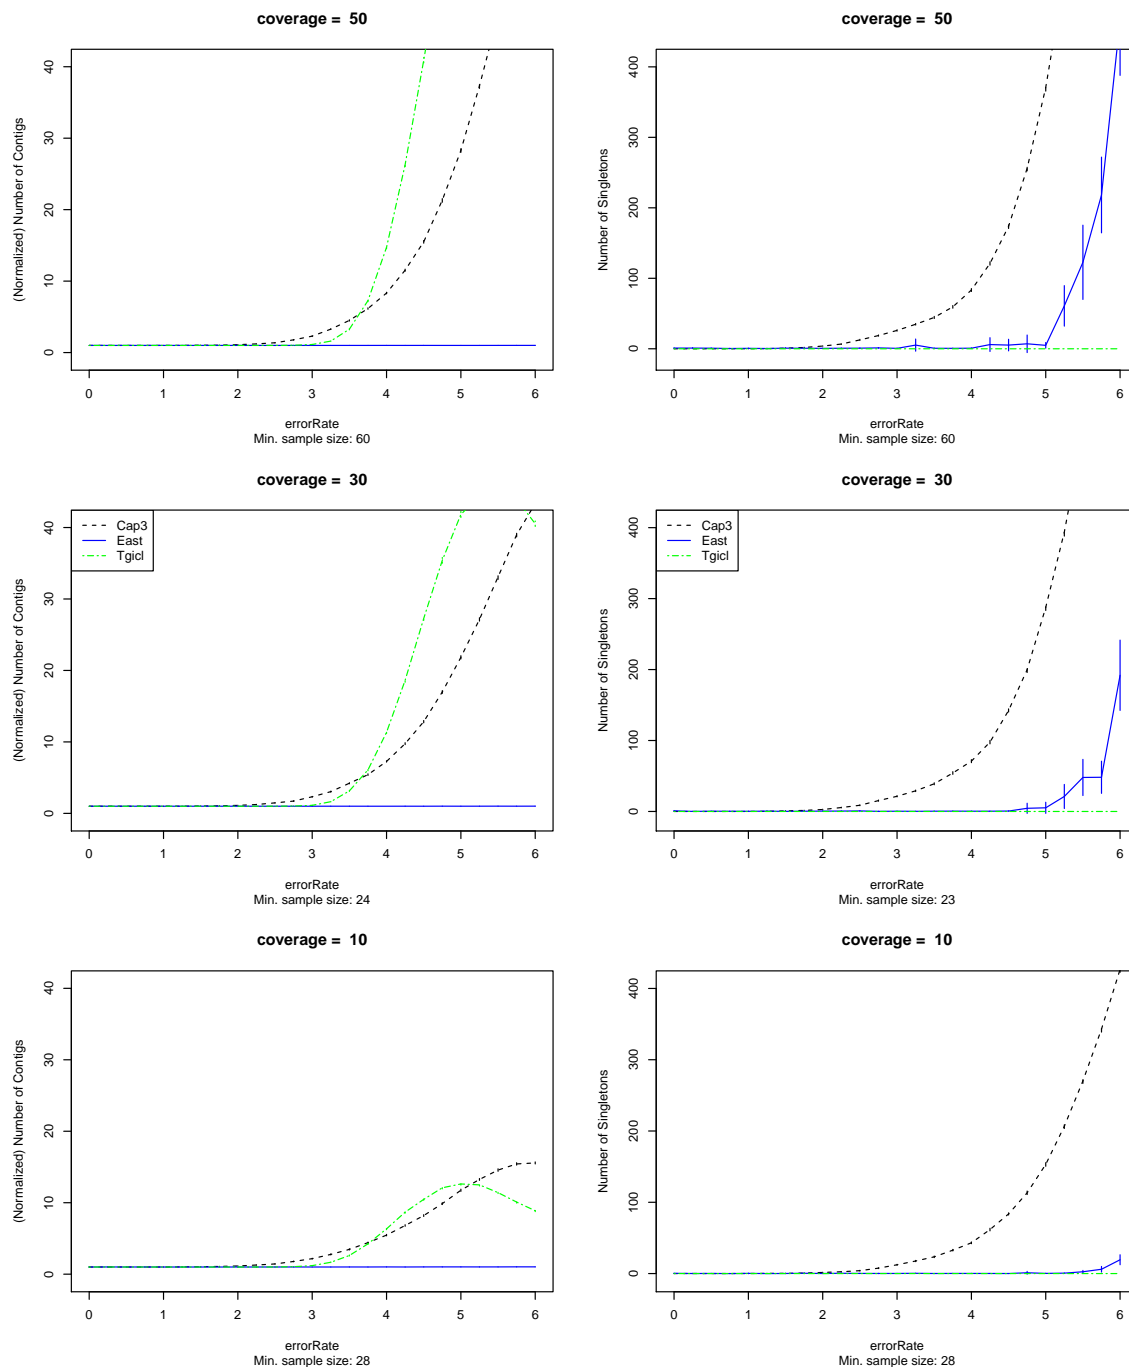 coverage = 50
(Normalized) Number of Contigs
40
30
20
10
0
0 1 2 3 4 5 6
errorRate
Min. sample size: 60
coverage = 50
Number of Singletons
400
300
200
100
0
0 1 2 3 4 5 6
errorRate
Min. sample size: 60
coverage = 30
(Normalized) Number of Contigs
40
30
20
10
0
Cap3
East
Tgicl
0 1 2 3 4 5 6
errorRate
Min. sample size: 24
coverage = 30
Number of Singletons
400
300
200
100
0
Cap3
East
Tgicl
0 1 2 3 4 5 6
errorRate
Min. sample size: 23
coverage = 10
(Normalized) Number of Contigs
40
30
20
10
0
0 1 2 3 4 5 6
errorRate
Min. sample size: 28
coverage = 10
Number of Singletons
400
300
200
100
0
0 1 2 3 4 5 6
errorRate
Min. sample size: 28